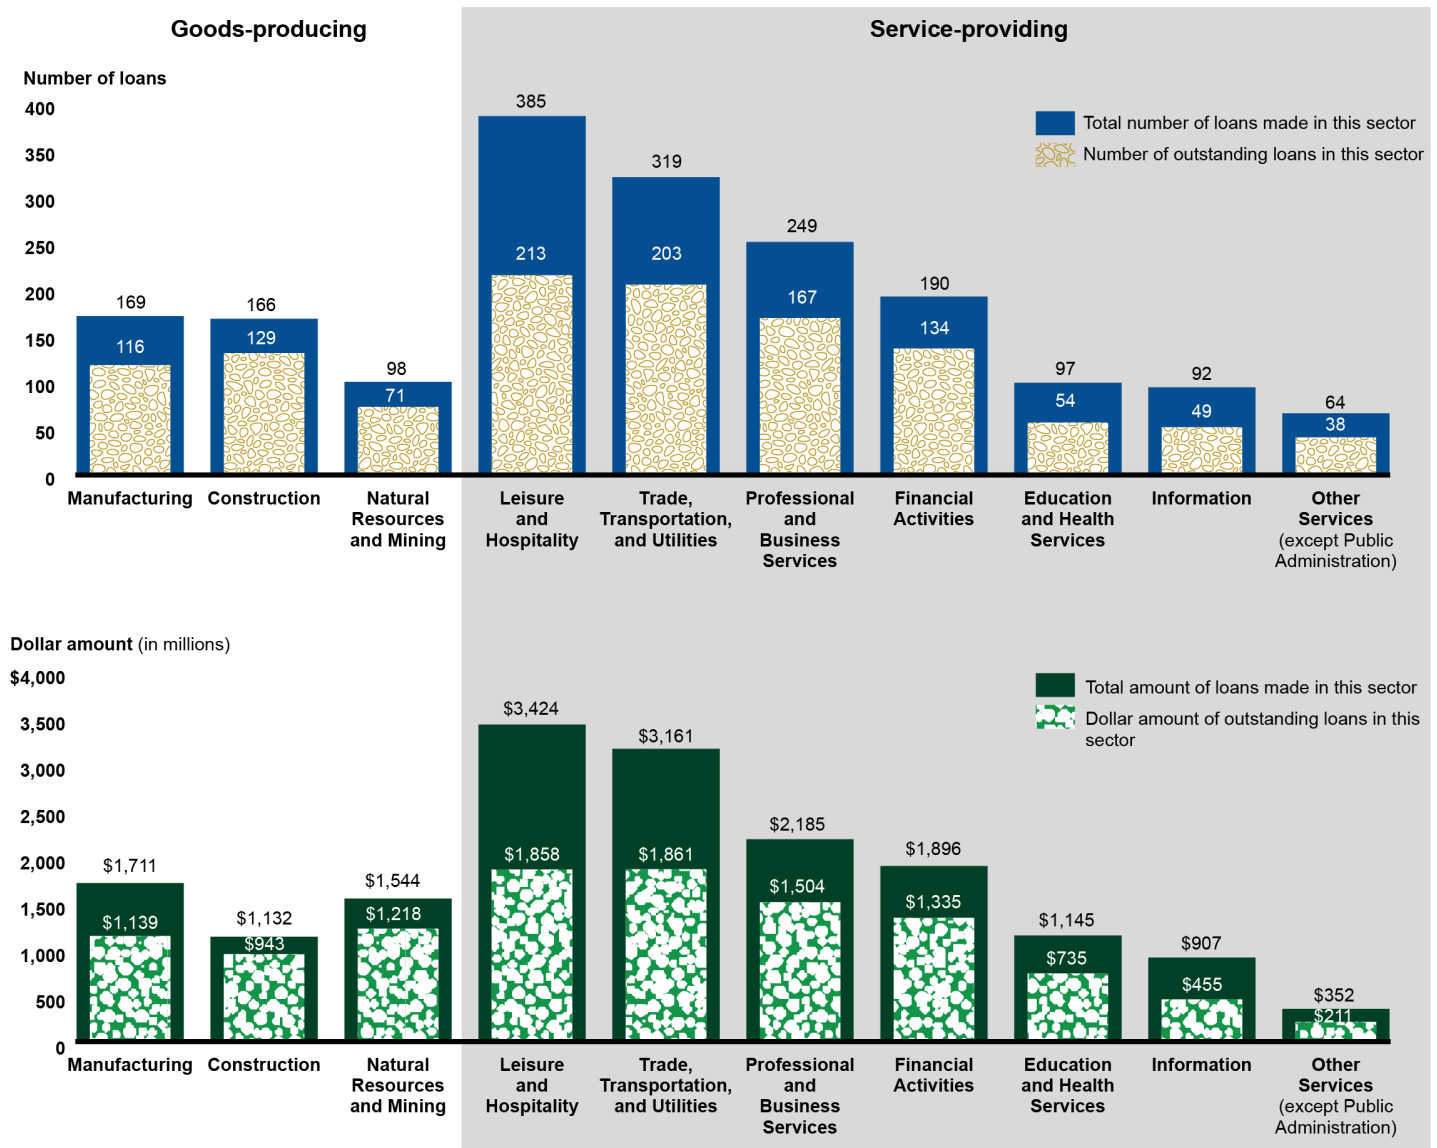 Goods-producing
Service-providing
Number of loans
400
350
300
250
200
150
100
50
0
Total number of loans made in this sector
Number of outstanding loans in this sector
169
116
166
129
98
71
385
213
319
203
249
167
190
134
97
54
92
49
64
38
Manufacturing
Construction
Natural
Resources
and Mining
Leisure
and
Hospitality
Trade,
Transportation,
and Utilities
Professional
and
Business
Services
Financial
Activities
Education
and Health
Services
Information
Other
Services
(except Public
Administration)
Dollar amount (in millions)
$4,000
3,500
3,000
2,500
2,000
1,500
1,000
500
0
Total amount of loans made in this sector
Dollar amount of outstanding loans in this
sector
$1,711
$1,139
$1,132
$943
$1,544
$1,218
$3,424
$1,858
$3,161
$1,861
$2,185
$1,504
$1,896
$1,335
$1,145
$735
$907
$455
$352
$211
Manufacturing
Construction
Natural
Resources
and Mining
Leisure
and
Hospitality
Trade,
Transportation,
and Utilities
Professional
and
Business
Services
Financial
Activities
Education
and Health
Services
Information
Other
Services
(except Public
Administration)